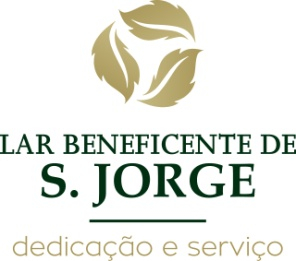 LAR BENEFICENTE DE
S. JORGE
dedicação e serviço